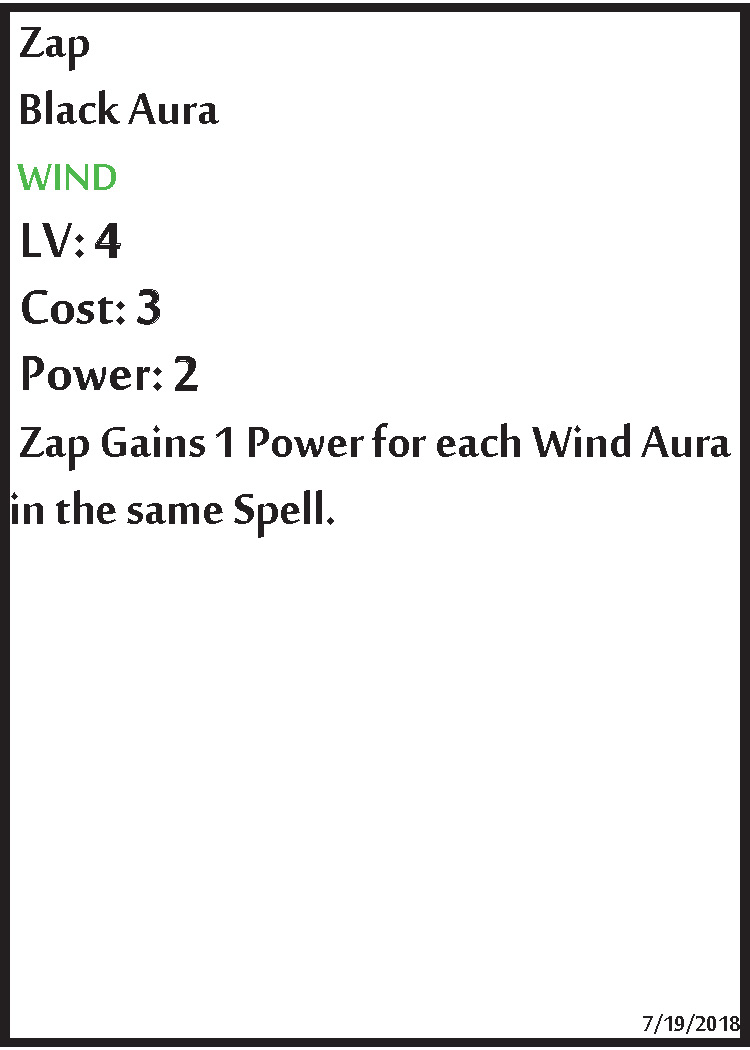 Zap
Black Aura
WIND
LV: 4
Cost: 3
Power: 2
Zap Gains 1 Power for each Wind Aura
in the same Spell.
7/19/2018